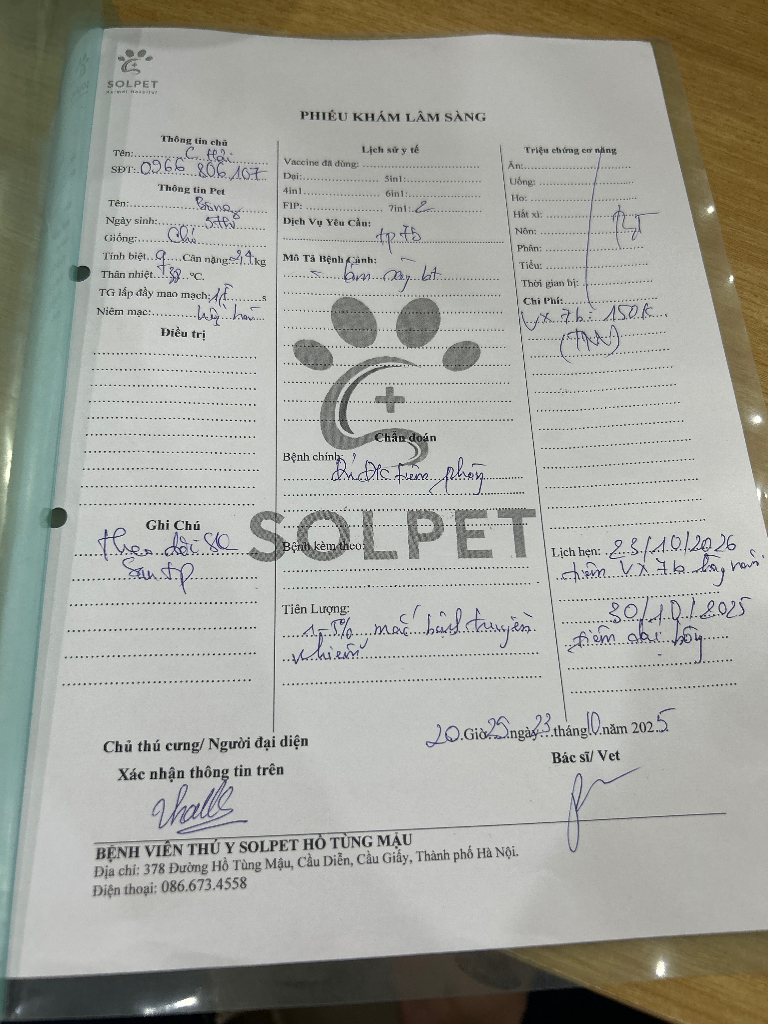 SOLPET
Animal Hospital
PHIẾU KHÁM LÂM SÀNG
Thông tin chủ
Tên: C. Hải
SĐT: 0966 806 107
Thông tin Pet
Tên: Bông
Ngày sinh: 5th
Giống: Chó
Tính biệt ♀ Cân nặng: kg
Thân nhiệt: 38 °C.
TG lấp đầy mao mạch: s
Niêm mạc:
Điều trị
Ghi Chú
theo dõi SK
Sau tp
Lịch sử y tế
Vaccine đã dùng:
Dại: 5in1:
4in1 6in1:
FIP: 7in1: 2
Dịch Vụ Yêu Cầu:
tp 7b
Mô Tả Bệnh Cảnh:
- lâm sàng bt
Chẩn đoán
Bệnh chính: Đủ ĐK tiêm phòng
SOLPET
Bệnh kèm theo:
Tiên Lượng:
1-5% mắc bệnh truyền
nhiễm
Triệu chứng cơ năng
Ăn:
Uống:
Ho:
Hắt xì:
Nôn:
Phân:
Tiểu:
Thời gian bị:
BT
Chi Phí:
VX 7b: 150K
(TNV)
Lịch hẹn: 23/10/2026
tiêm VX 7b hằng năm
30/10/2025
tiêm dại
20 Giờ 25 ngày 23 tháng 10 năm 2025
Chủ thú cưng/ Người đại diện
Xác nhận thông tin trên
Bác sĩ/ Vet
BỆNH VIỆN THÚ Y SOLPET HỒ TÙNG MẬU
Địa chỉ: 378 Đường Hồ Tùng Mậu, Cầu Diễn, Cầu Giấy, Thành phố Hà Nội.
Điện thoại: 086.673.4558